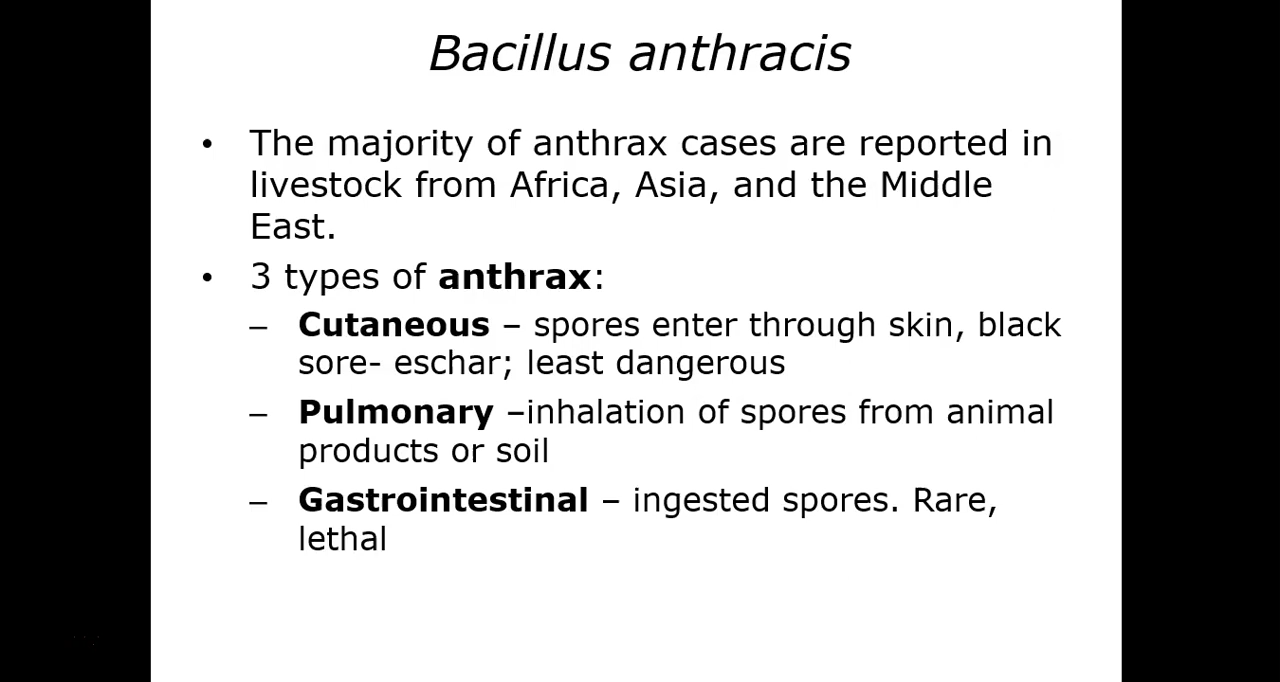 Bacillus anthracis
• The majority of anthrax cases are reported in
livestock from Africa, Asia, and the Middle
East.
• 3 types of anthrax:
– Cutaneous – spores enter through skin, black
sore- eschar; least dangerous
– Pulmonary –inhalation of spores from animal
products or soil
– Gastrointestinal – ingested spores. Rare,
lethal